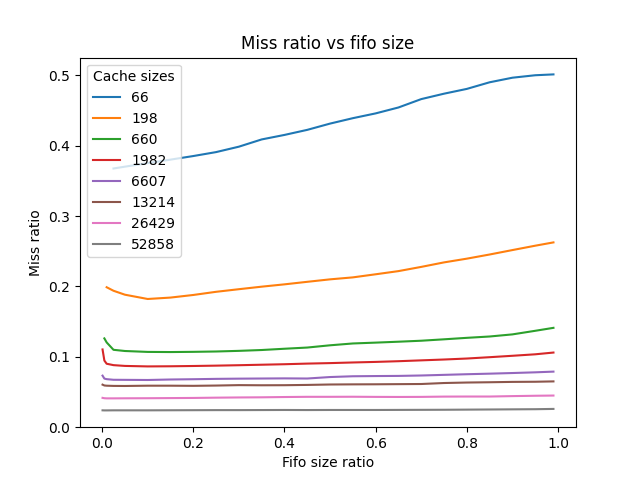 Miss ratio vs fifo size
Cache sizes
66
198
660
1982
6607
13214
26429
52858
0.5
0.4
0.3
0.2
0.1
0.0
Miss ratio
0.0 0.2 0.4 0.6 0.8 1.0
Fifo size ratio